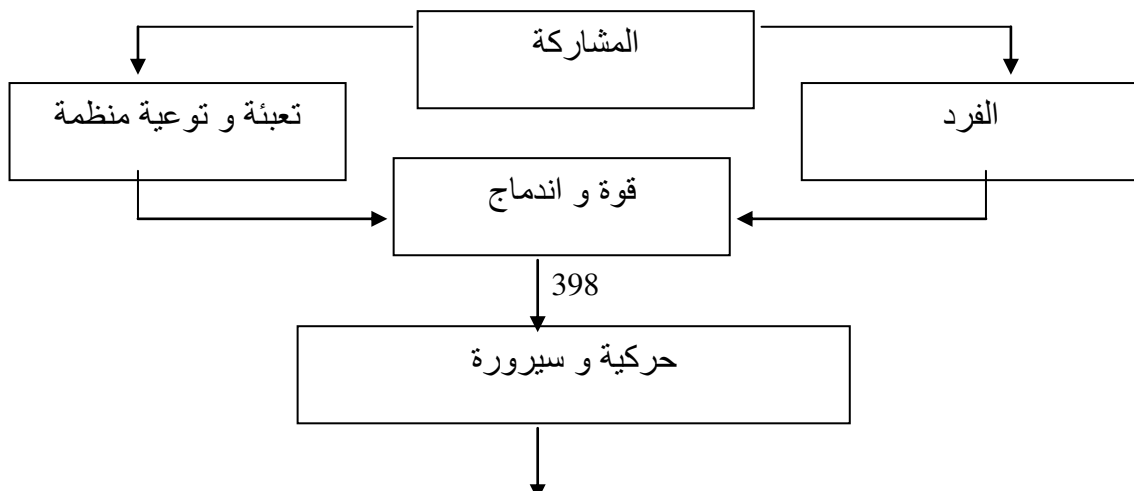 المشاركة
الفرد
تعبئة و توعية منظمة
قوة و اندماج
398
حركية و سيرورة